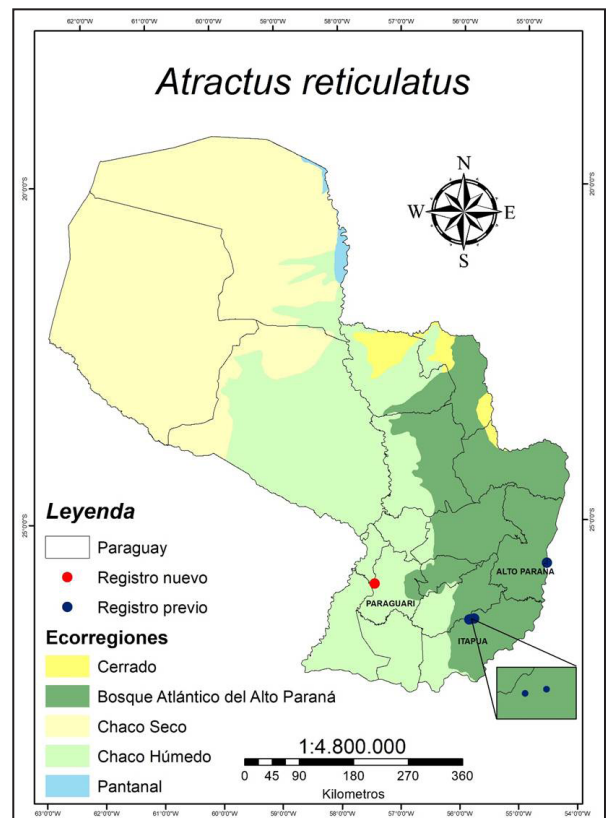 62°0'0"W 61°0'0"W 60°0'0"W 59°0'0"W 58°0'0"W 57°0'0"W 56°0'0"W 55°0'0"W
Atractus reticulatus
N
W E
S
20°0'0"S 20°0'0"S
Leyenda
Paraguay
Registro nuevo
Registro previo
25°0'0"S 25°0'0"S
ALTO PARANA
PARAGUARI
ITAPUA
Ecorregiones
Cerrado
Bosque Atlántico del Alto Paraná
Chaco Seco
Chaco Húmedo
Pantanal
1:4.800.000
0 45 90 180 270 360
Kilometros
63°0'0"W 62°0'0"W 61°0'0"W 60°0'0"W 59°0'0"W 58°0'0"W 57°0'0"W 56°0'0"W 55°0'0"W 54°0'0"W